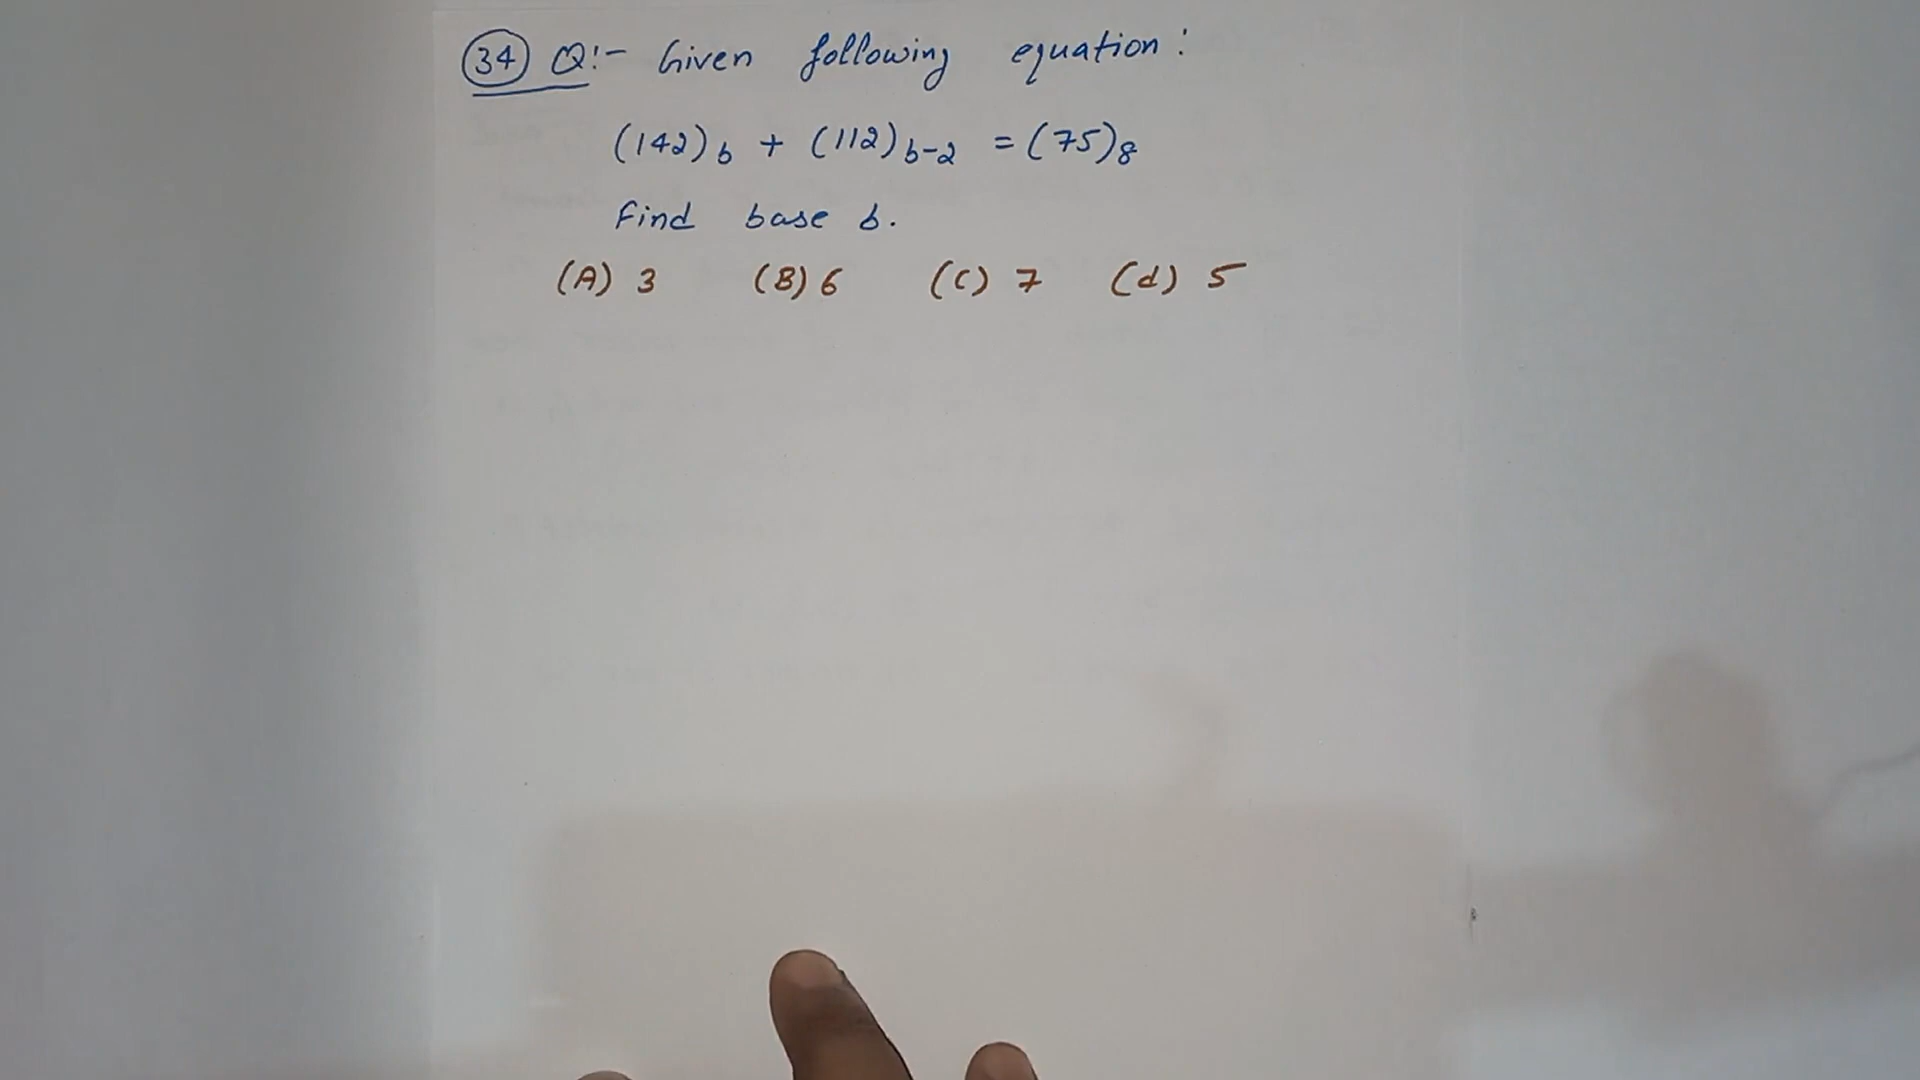 34 Q:- Given following equation:
(142)b + (112)b-2 = (75)8
Find base b.
(A) 3 (B) 6 (C) 7 (d) 5